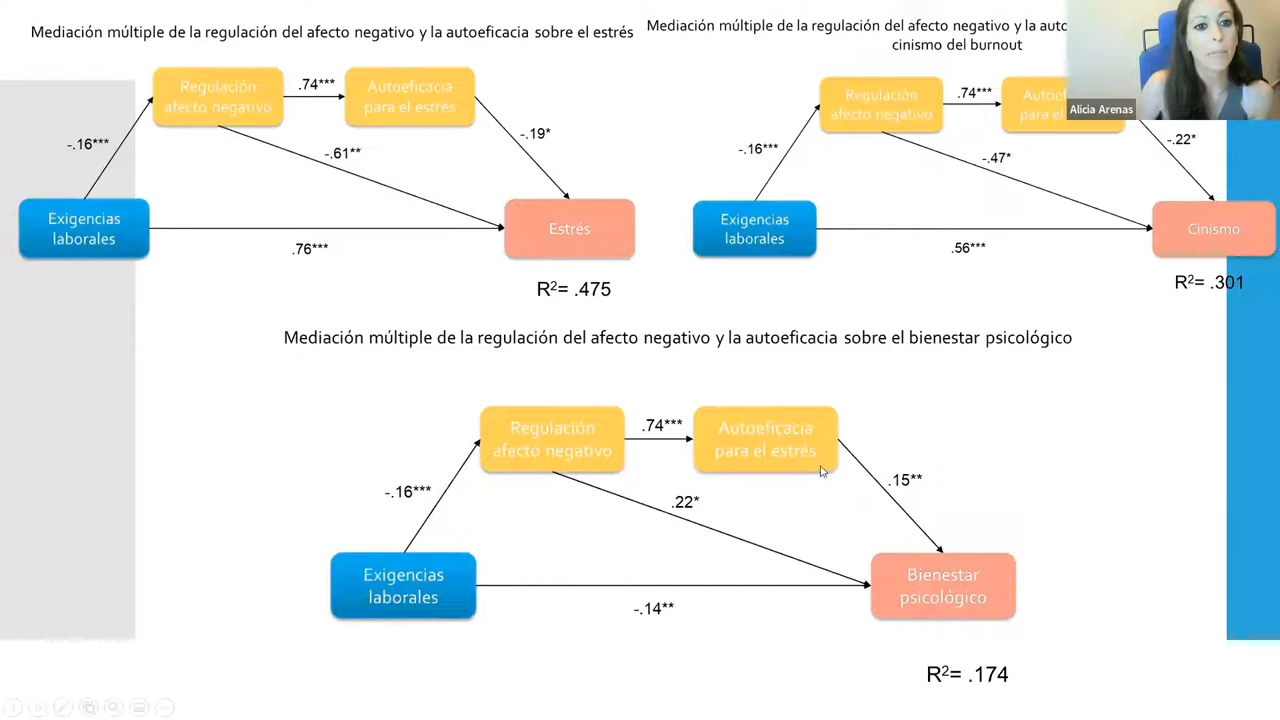 Mediación múltiple de la regulación del afecto negativo y la autoeficacia sobre el estrés
Regulación
afecto negativo
.74***
Autoeficacia
para el estrés
-.16***
-.61**
-.19*
Exigencias
laborales
.76***
Estrés
R²= .475
Mediación múltiple de la regulación del afecto negativo y la
cinismo del burnout
Alicia Arenas
Regulación
afecto negativo
.74***
para el
-.16***
-.47*
-.22*
Exigencias
laborales
.56***
Cinismo
R²= .301
Mediación múltiple de la regulación del afecto negativo y la autoeficacia sobre el bienestar psicológico
Regulación
afecto negativo
.74***
Autoeficacia
para el estrés
-.16***
.22*
.15**
Exigencias
laborales
-.14**
Bienestar
psicológico
R²= .174